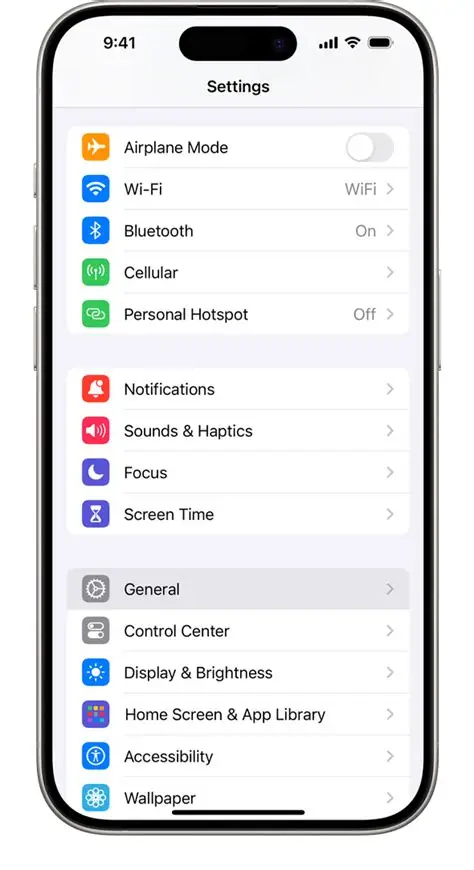 9:41
Settings
Airplane Mode
Wi-Fi WiFi
Bluetooth On
Cellular
Personal Hotspot Off
Notifications
Sounds & Haptics
Focus
Screen Time
General
Control Center
Display & Brightness
Home Screen & App Library
Accessibility
Wallpaper